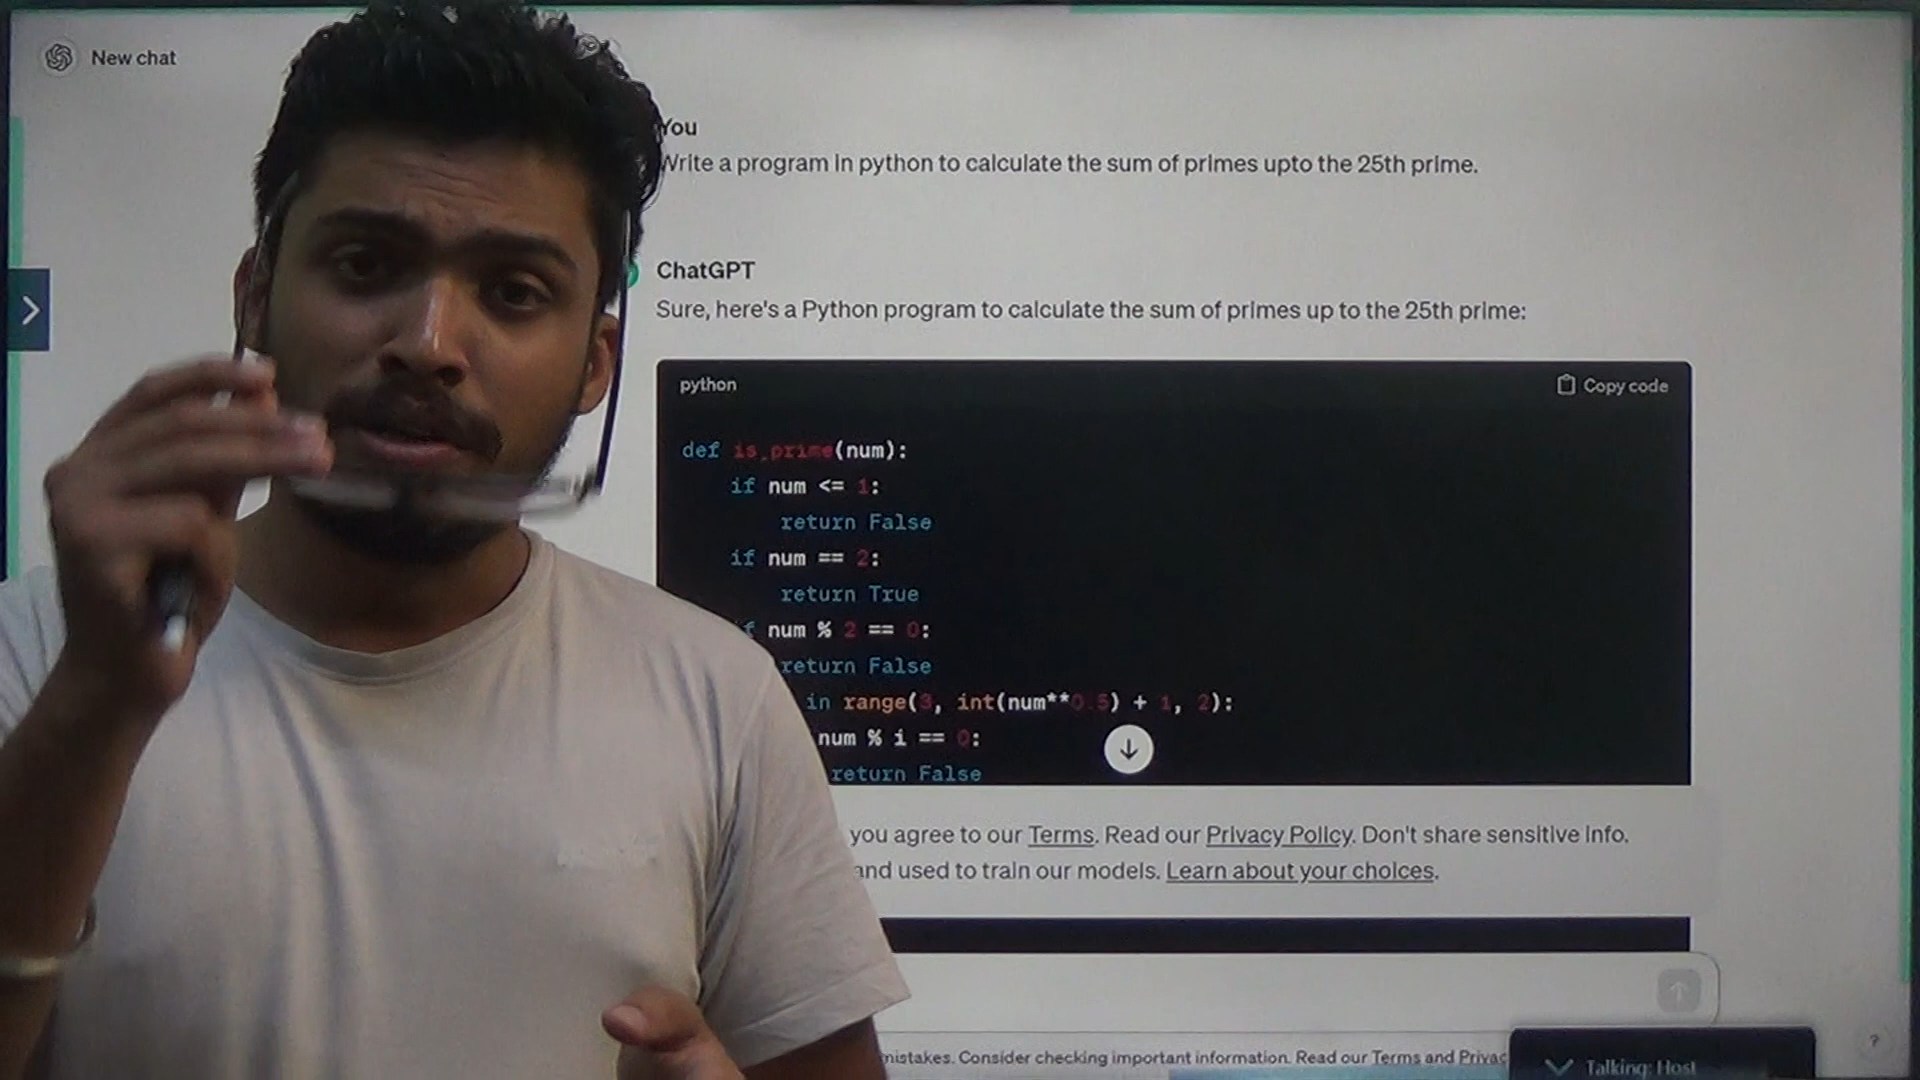 New chat
You
Write a program in python to calculate the sum of primes upto the 25th prime.
ChatGPT
Sure, here's a Python program to calculate the sum of primes up to the 25th prime:
python
Copy code
def is_prime(num):
if num <= 1:
return False
if num == 2:
return True
f num % 2 == 0:
return False
in range(3, int(num**0.5) + 1, 2):
num % i == 0:
return False
you agree to our Terms. Read our Privacy Policy. Don't share sensitive info.
and used to train our models. Learn about your choices.
mistakes. Consider checking important information. Read our Terms and Privac
?
Talking: Host